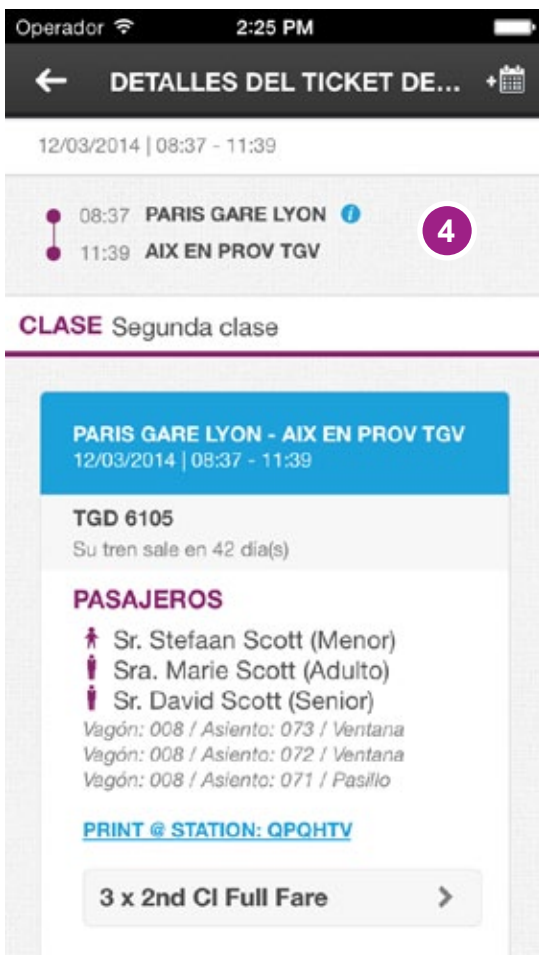 Operador 2:25 PM
DETALLES DEL TICKET DE...
12/03/2014 | 08:37 - 11:39
08:37 PARIS GARE LYON i
4
11:39 AIX EN PROV TGV
CLASE Segunda clase
PARIS GARE LYON - AIX EN PROV TGV
12/03/2014 | 08:37 - 11:39
TGD 6105
Su tren sale en 42 día(s)
PASAJEROS
Sr. Stefaan Scott (Menor)
Sra. Marie Scott (Adulto)
Sr. David Scott (Senior)
Vagón: 008 / Asiento: 073 / Ventana
Vagón: 008 / Asiento: 072 / Ventana
Vagón: 008 / Asiento: 071 / Pasillo
PRINT @ STATION: QPQHTV
3 x 2nd Cl Full Fare